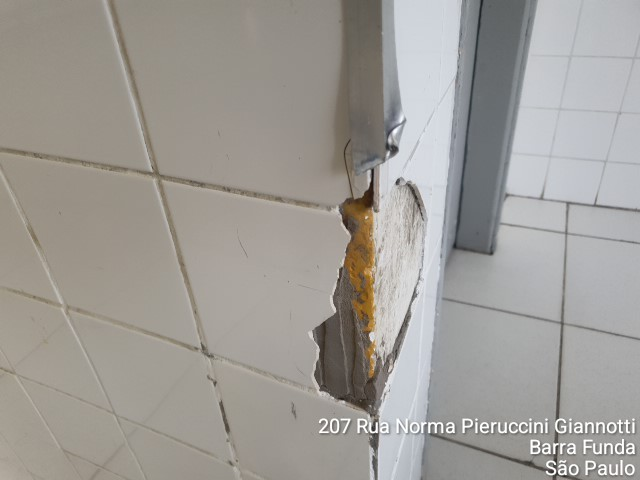 207 Rua Norma Pieruccini Giannotti
Barra Funda
São Paulo